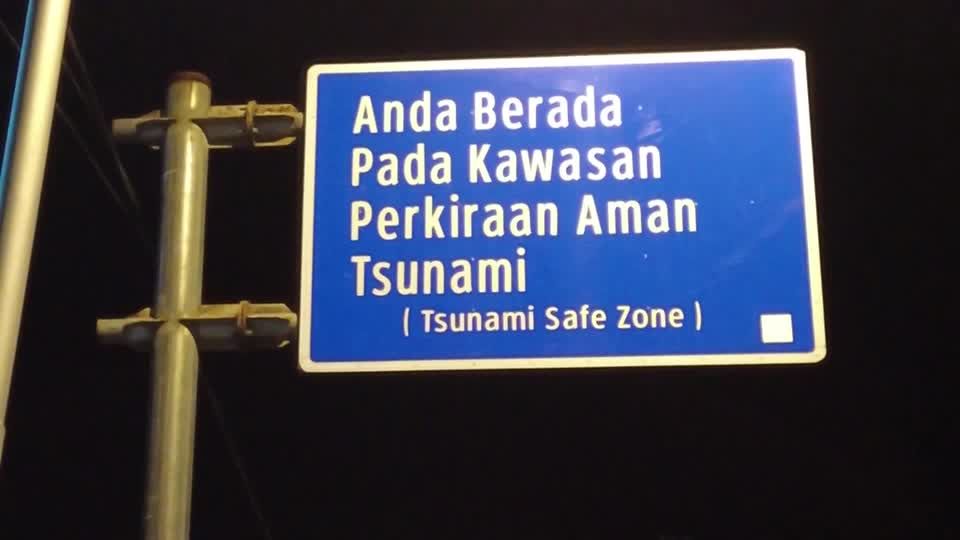 Anda Berada
Pada Kawasan
Perkiraan Aman
Tsunami
( Tsunami Safe Zone )